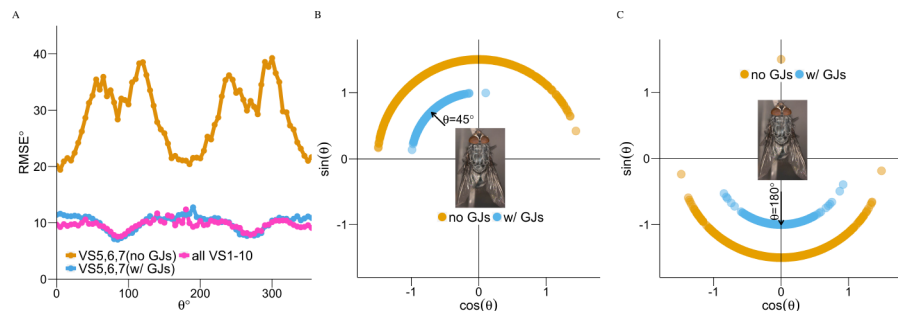 A
40
30
20
10
0
RMSE°
VS5,6,7(no GJs) all VS1-10
VS5,6,7(w/ GJs)
0 100 200 300
θ°
B
1
0
-1
sin(θ)
θ=45°
no GJs w/ GJs
-1 0 1
cos(θ)
C
no GJs w/ GJs
1
0
-1
sin(θ)
θ=180°
-1 0 1
cos(θ)